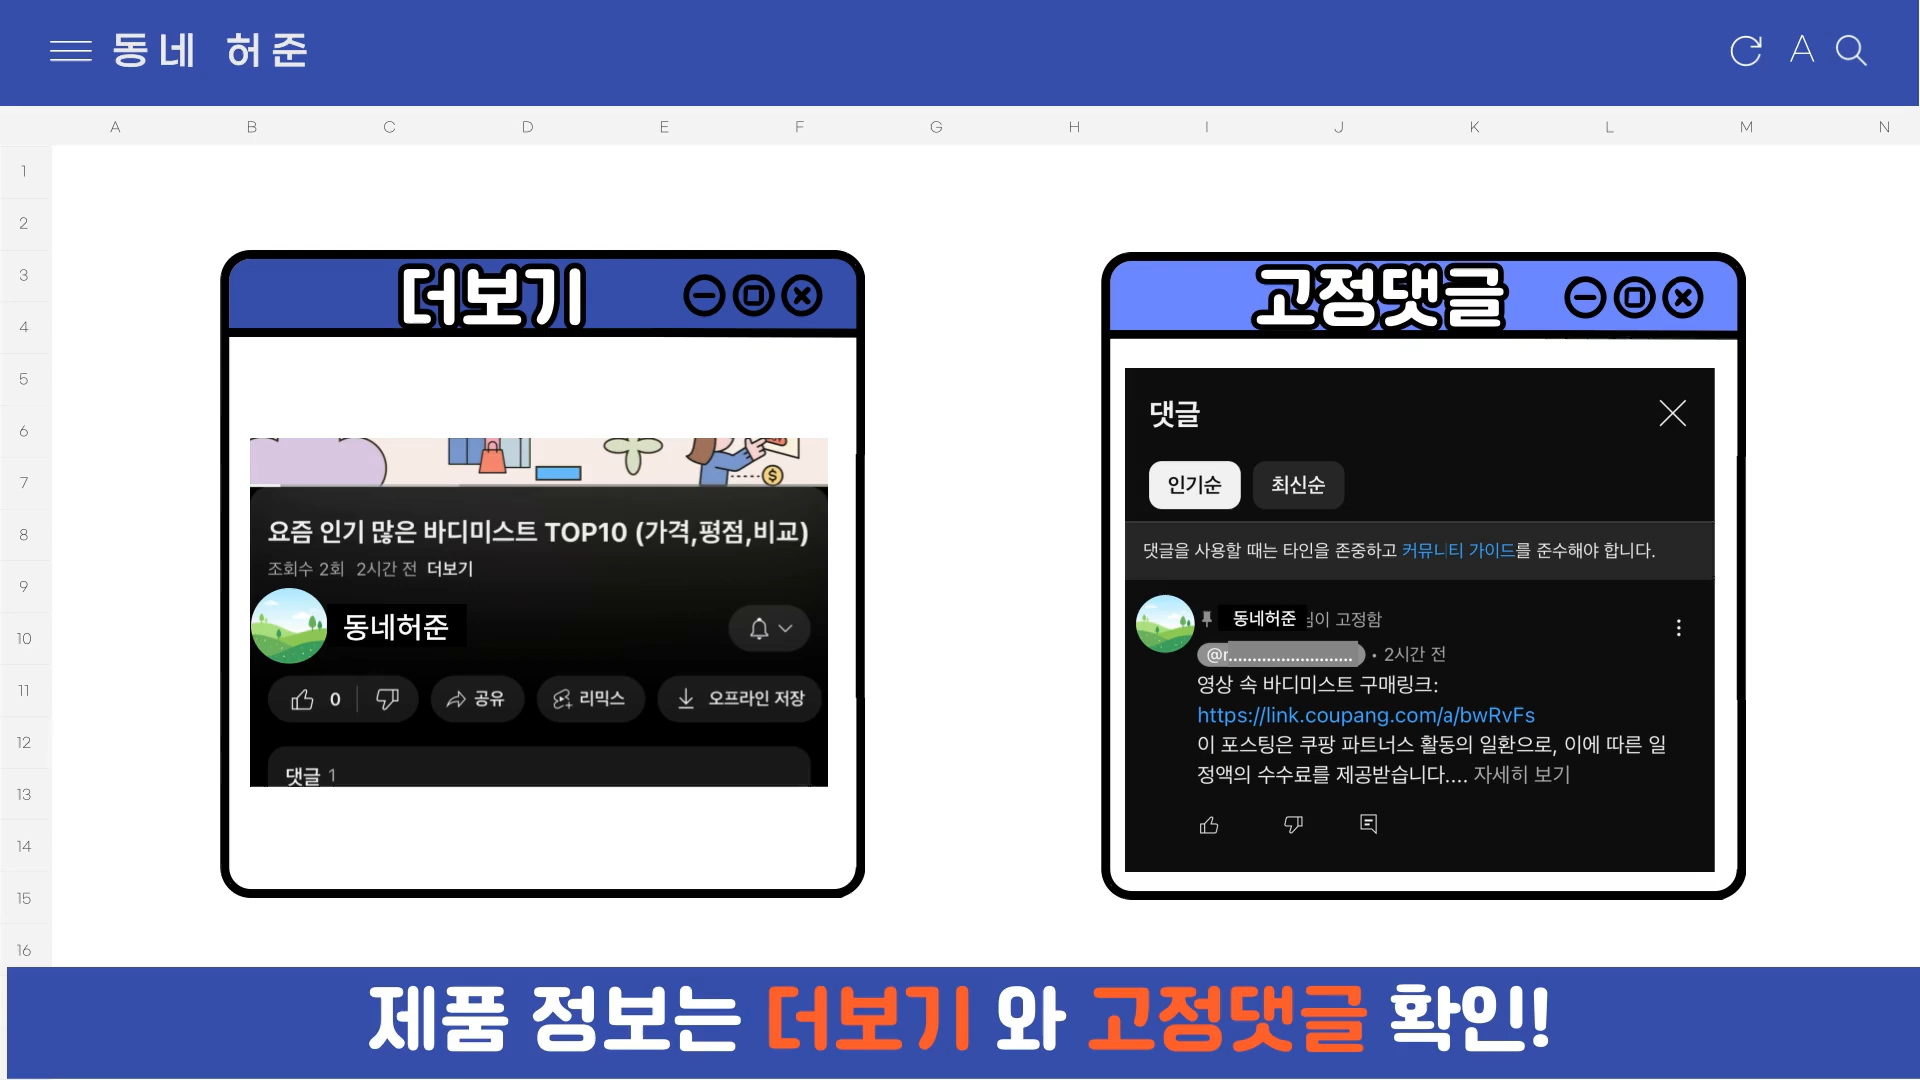 동네 허준
A
A B C D E F G H I J K L M N
1
2
3
4
5
6
7
8
9
10
11
12
13
14
15
16
더보기
요즘 인기 많은 바디미스트 TOP10 (가격,평점,비교)
조회수 2회 2시간 전 더보기
동네허준
0 공유 리믹스 오프라인 저장
댓글 1
고정댓글
댓글
인기순 최신순
댓글을 사용할 때는 타인을 존중하고 커뮤니티 가이드를 준수해야 합니다.
동네허준 님이 고정함
@r.......................... • 2시간 전
영상 속 바디미스트 구매링크:
https://link.coupang.com/a/bwRvFs
이 포스팅은 쿠팡 파트너스 활동의 일환으로, 이에 따른 일
정액의 수수료를 제공받습니다.... 자세히 보기
제품 정보는 더보기 와 고정댓글 확인!